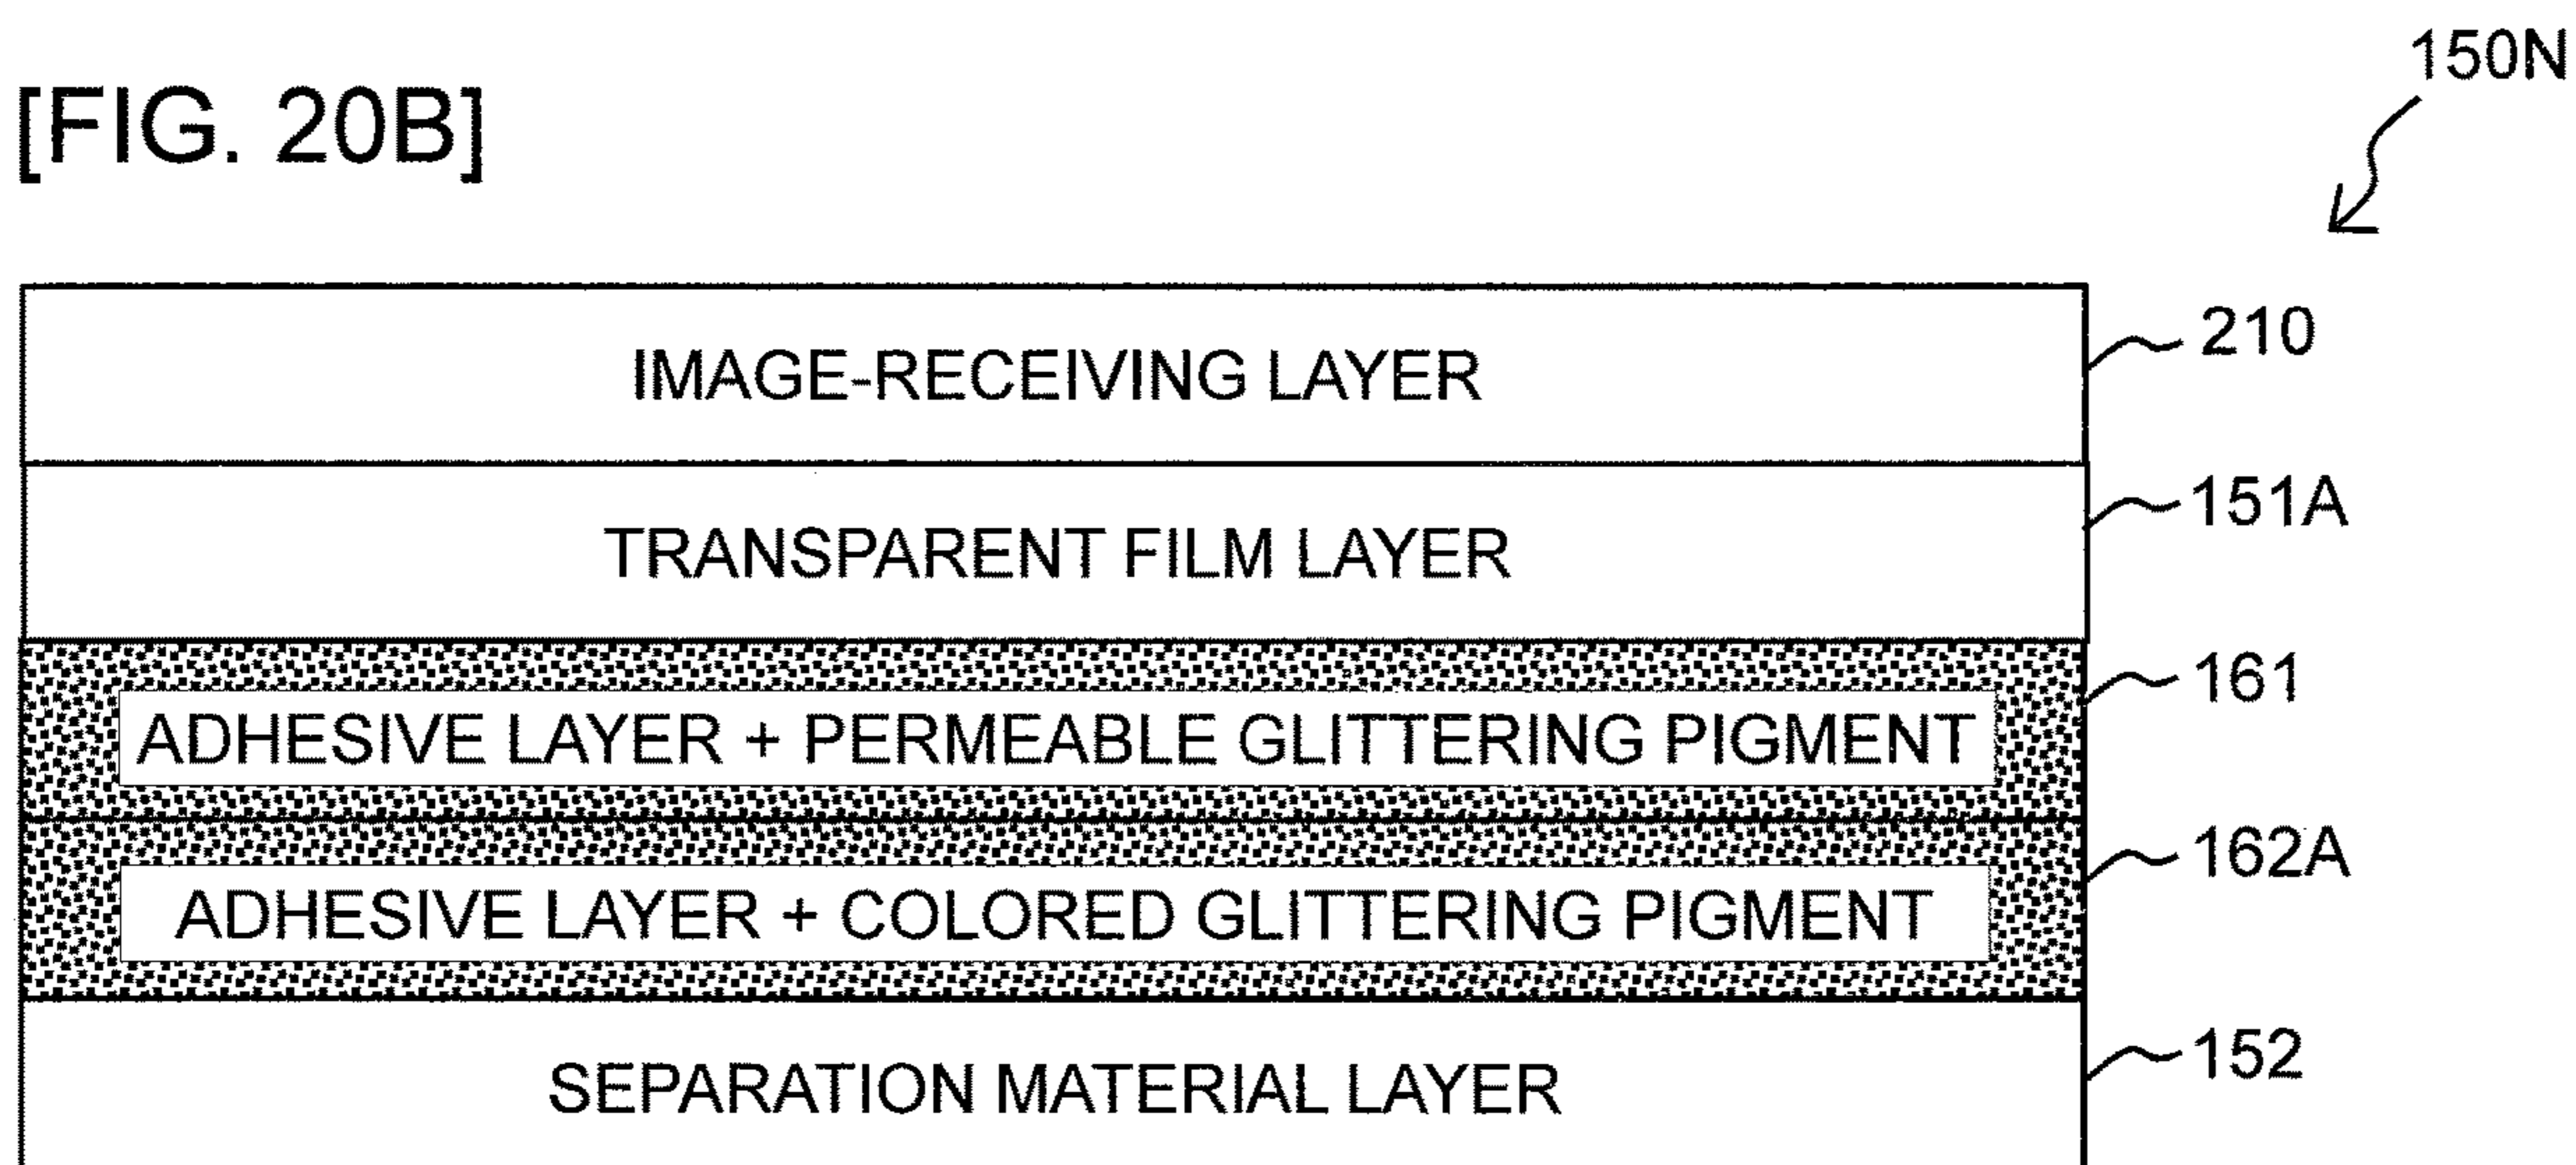 150N
[FIG. 20B]
IMAGE-RECEIVING LAYER 210
TRANSPARENT FILM LAYER 151A
ADHESIVE LAYER + PERMEABLE GLITTERING PIGMENT 161
ADHESIVE LAYER + COLORED GLITTERING PIGMENT 162A
SEPARATION MATERIAL LAYER 152